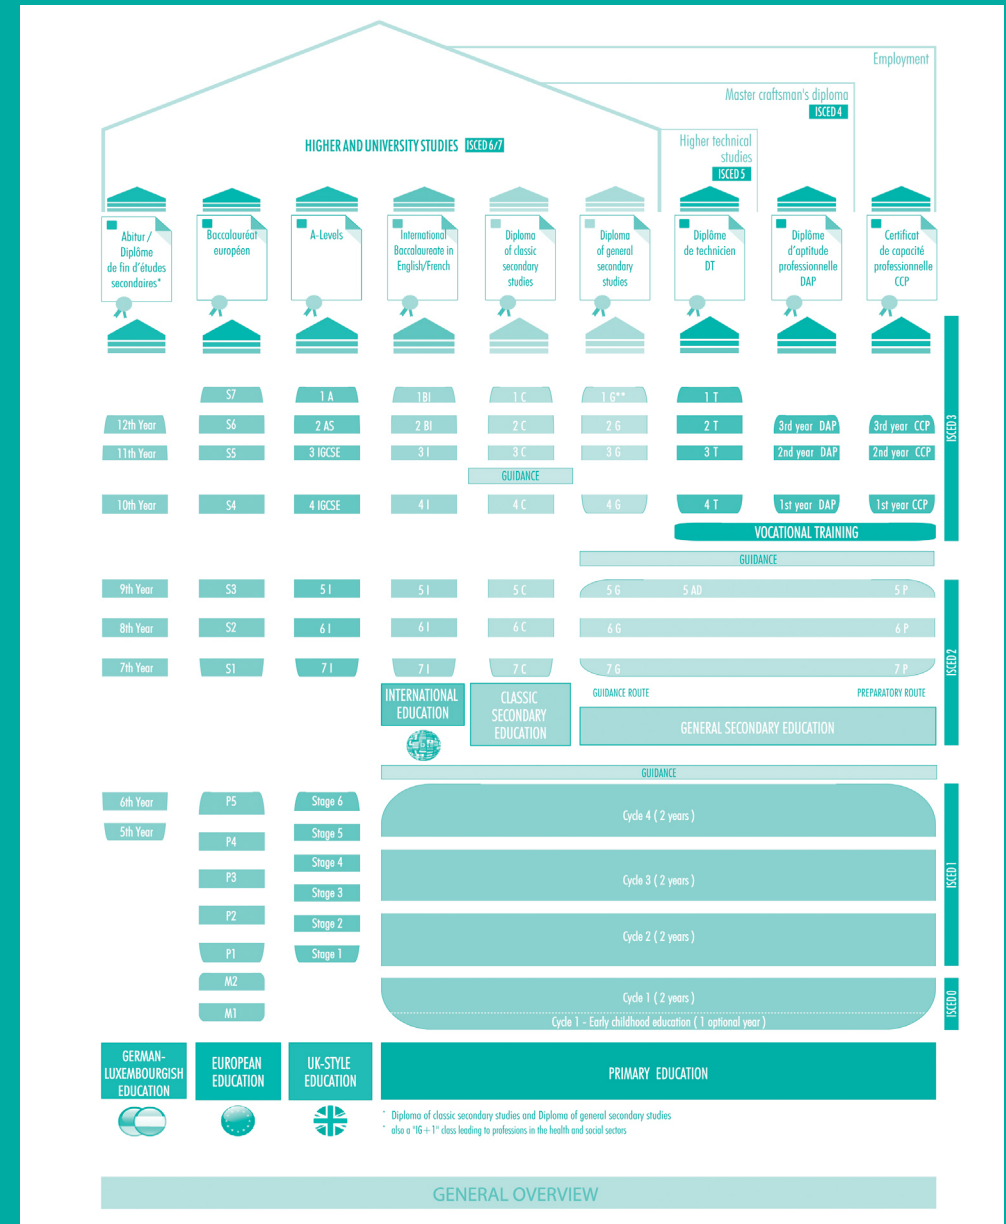 Employment
Master craftsman's diploma
ISCED 4
HIGHER AND UNIVERSITY STUDIES ISCED 6/7
Higher technical
studies
ISCED 5
Abitur /
Diplôme
de fin d'études
secondaires*
Baccalauréat
européen
A-Levels
International
Baccalaureate in
English/French
Diploma
of classic
secondary
studies
Diploma
of general
secondary
studies
Diplôme
de technicien
DT
Diplôme
d'aptitude
professionnelle
DAP
Certificat
de capacité
professionnelle
CCP
S7 1 A 1BI 1 C 1 G** 1 T
12th Year S6 2 AS 2 BI 2 C 2 G 2 T 3rd year DAP 3rd year CCP
ISCED 3
11th Year S5 3 IGCSE 3 I 3 C 3 G 3 T 2nd year DAP 2nd year CCP
GUIDANCE
10th Year S4 4 IGCSE 4 I 4 C 4 G 4 T 1st year DAP 1st year CCP
VOCATIONAL TRAINING
GUIDANCE
9th Year S3 5 I 5 I 5 C 5 G 5 AD 5 P
8th Year S2 6 I 6 I 6 C 6 G 6 P
ISCED 2
7th Year S1 7 I 7 I 7 C 7 G 7 P
INTERNATIONAL
EDUCATION
CLASSIC
SECONDARY
EDUCATION
GUIDANCE ROUTE PREPARATORY ROUTE
GENERAL SECONDARY EDUCATION
GUIDANCE
6th Year P5 Stage 6
Cycle 4 ( 2 years )
5th Year P4 Stage 5
Stage 4
P3 Cycle 3 ( 2 years )
ISCED 1
Stage 3
P2 Stage 2
Cycle 2 ( 2 years )
P1 Stage 1
M2
Cycle 1 ( 2 years )
ISCED 0
M1
Cycle 1 - Early childhood education ( 1 optional year )
GERMAN-
LUXEMBOURGISH
EDUCATION
EUROPEAN
EDUCATION
UK-STYLE
EDUCATION
PRIMARY EDUCATION
* Diploma of classic secondary studies and Diploma of general secondary studies
* also a "IG + 1" class leading to professions in the health and social sectors
GENERAL OVERVIEW